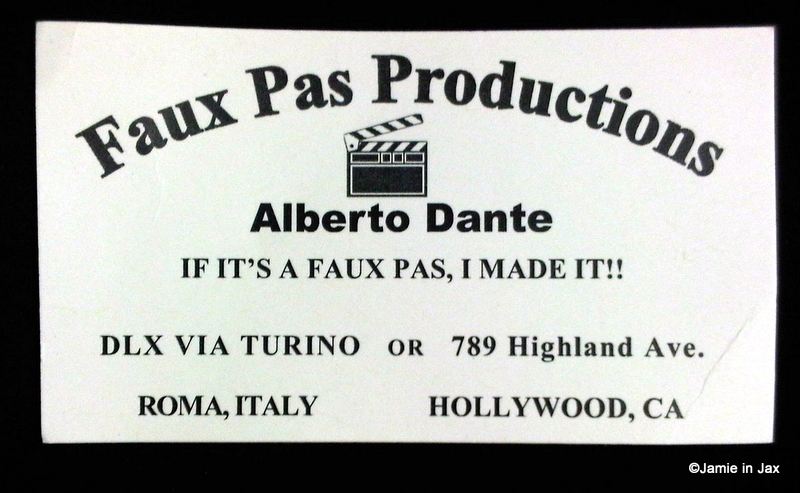 Faux Pas Productions
Alberto Dante
IF IT'S A FAUX PAS, I MADE IT!!
DLX VIA TURINO OR 789 Highland Ave.
ROMA, ITALY HOLLYWOOD, CA
©Jamie in Jax